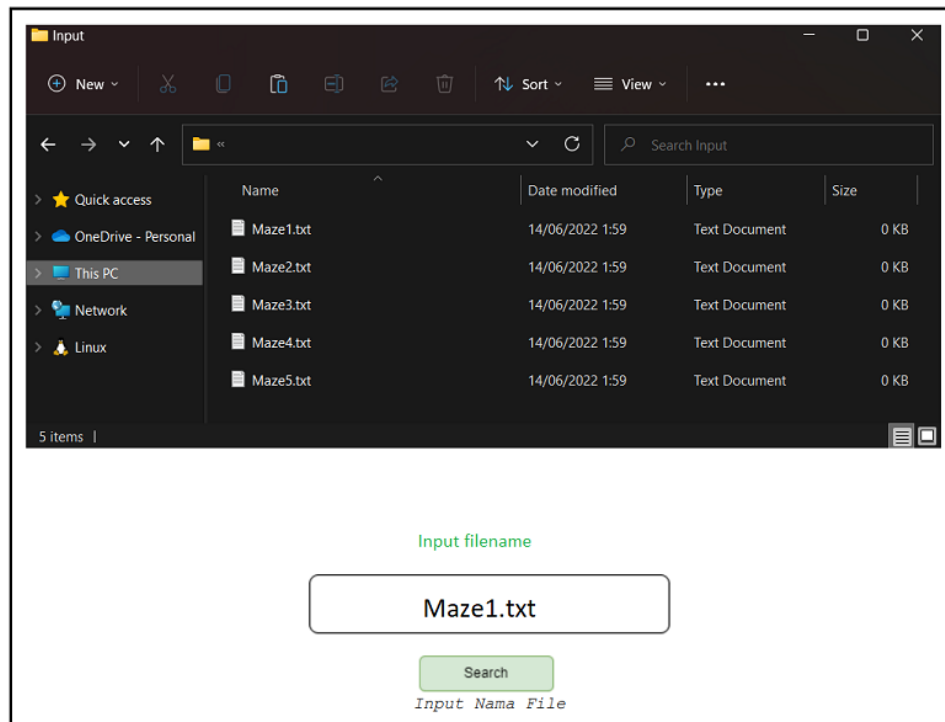 Input
New Sort View •••
« Search Input
Quick access
OneDrive - Personal
This PC
Network
Linux
Name Date modified Type Size
Maze1.txt 14/06/2022 1:59 Text Document 0 KB
Maze2.txt 14/06/2022 1:59 Text Document 0 KB
Maze3.txt 14/06/2022 1:59 Text Document 0 KB
Maze4.txt 14/06/2022 1:59 Text Document 0 KB
Maze5.txt 14/06/2022 1:59 Text Document 0 KB
5 items
Input filename
Maze1.txt
Search
Input Nama File